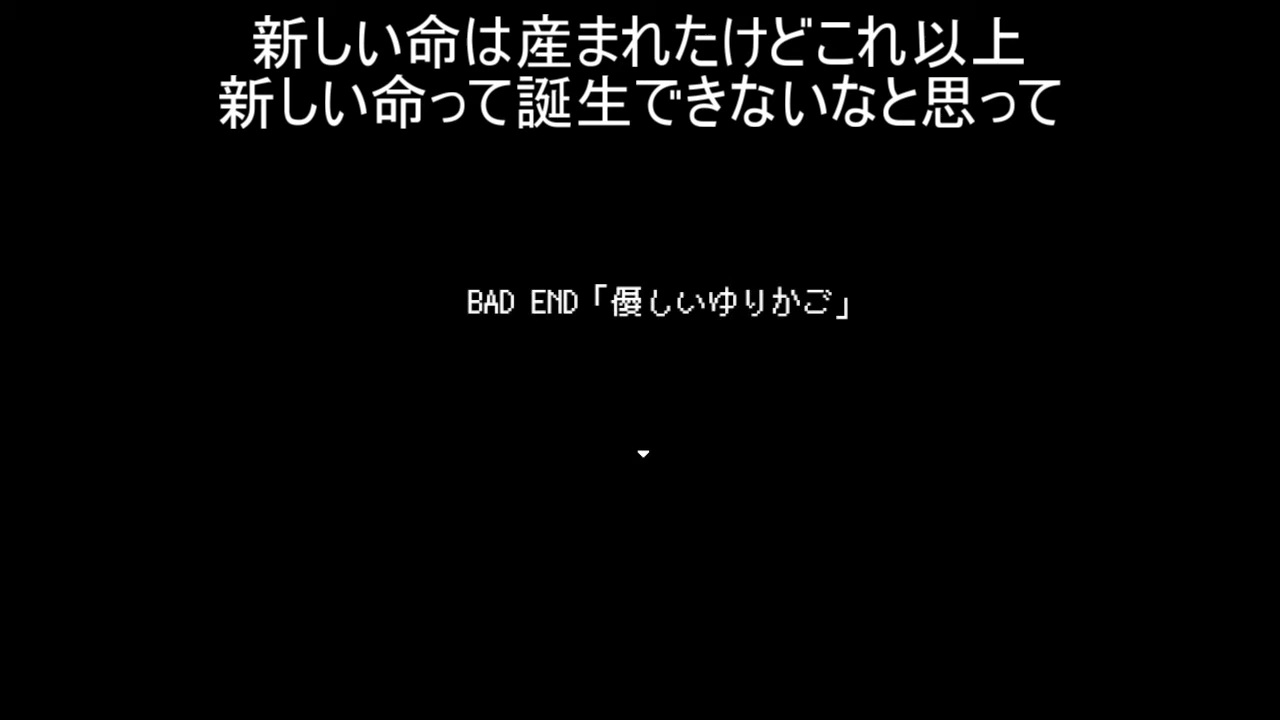 新しい命は産まれたけどこれ以上
新しい命って誕生できないなと思って
BAD END「優しいゆりかご」